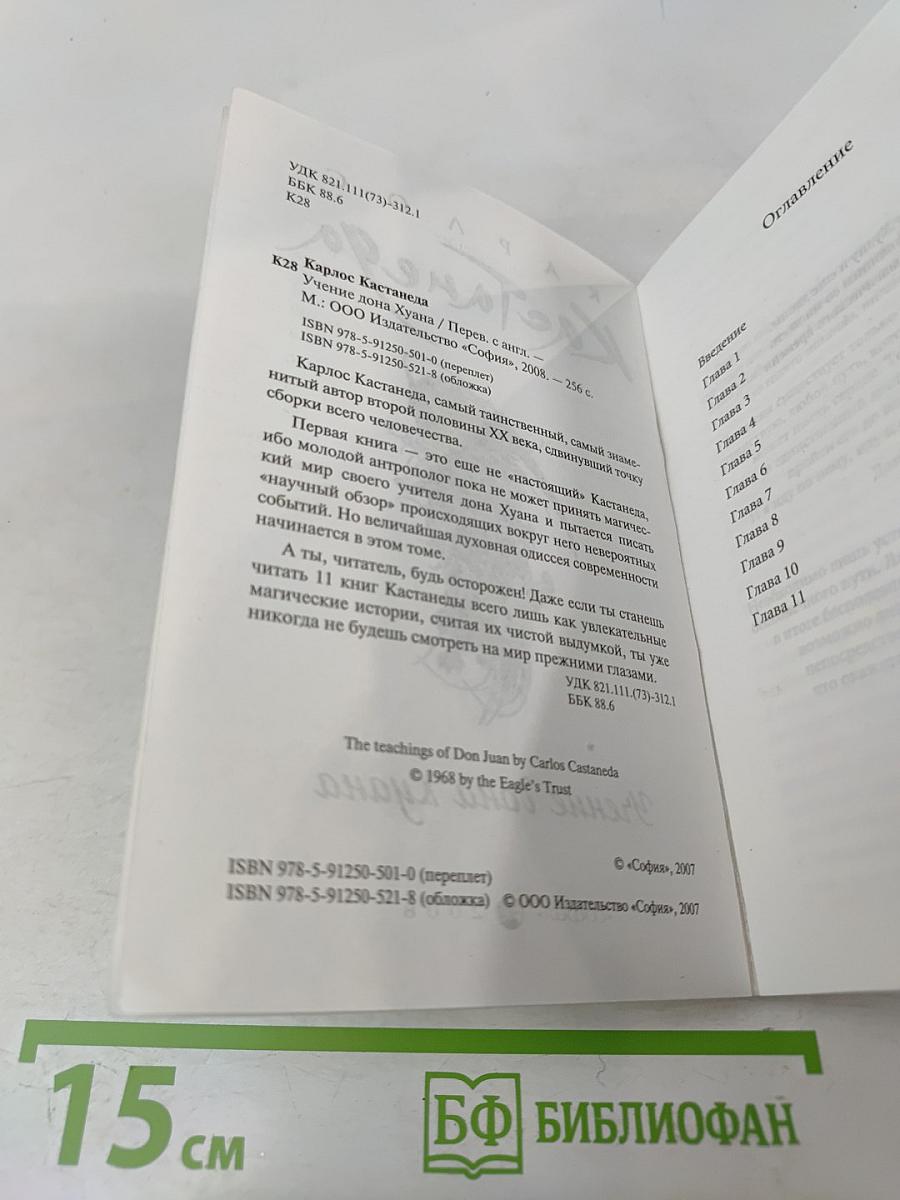 УДК 821.111(73)-312.1
ББК 88.6
К28
К28 Карлос Кастанеда
Учение дона Хуана / Перев. с англ. —
М.: ООО Издательство «София», 2008. — 256 с.
ISBN 978-5-91250-501-0 (переплет)
ISBN 978-5-91250-521-8 (обложка)
Карлос Кастанеда, самый таинственный, самый знаме-
нитый автор второй половины XX века, сдвинувший точку
сборки всего человечества.
Первая книга — это еще не «настоящий» Кастанеда,
ибо молодой антрополог пока не может принять магичес-
кий мир своего учителя дона Хуана и пытается писать
«научный обзор» происходящих вокруг него невероятных
событий. Но величайшая духовная одиссея современности
начинается в этом томе.
А ты, читатель, будь осторожен! Даже если ты станешь
читать 11 книг Кастанеды всего лишь как увлекательные
магические истории, считая их чистой выдумкой, ты уже
никогда не будешь смотреть на мир прежними глазами.
УДК 821.111.(73)-312.1
ББК 88.6
The teachings of Don Juan by Carlos Castaneda
© 1968 by the Eagle's Trust
© «София», 2007
ISBN 978-5-91250-501-0 (переплет)
ISBN 978-5-91250-521-8 (обложка) © ООО Издательство «София», 2007
Оглавление
Введение
Глава 1
Глава 2
Глава 3
Глава 4
Глава 5
Глава 6
Глава 7
Глава 8
Глава 9
Глава 10
Глава 11
15 см
БФ БИБЛИОФАН